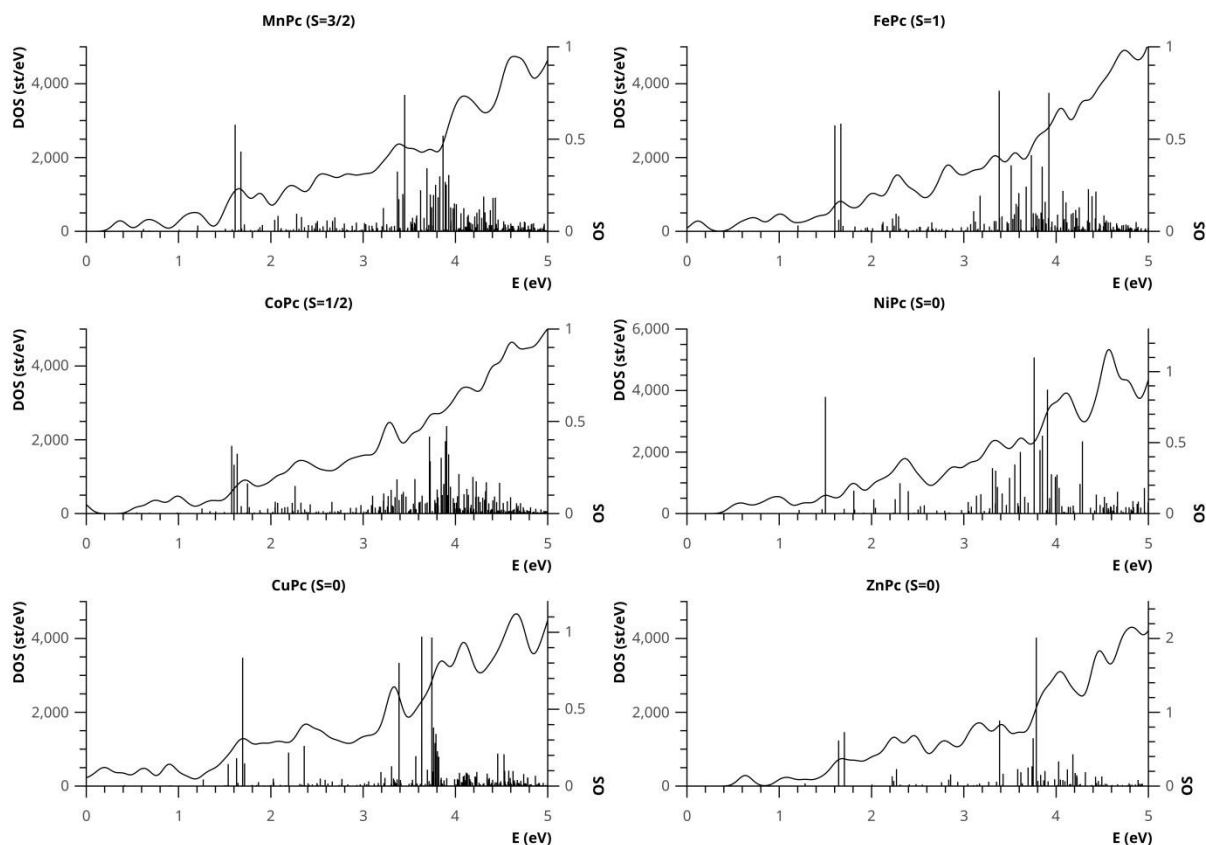 MnPc (S=3/2)
DOS (st/eV)
4,000
2,000
0
1
0.5
0
OS
0 1 2 3 4 5
E (eV)
FePc (S=1)
DOS (st/eV)
4,000
2,000
0
1
0.5
0
OS
0 1 2 3 4 5
E (eV)
CoPc (S=1/2)
DOS (st/eV)
4,000
2,000
0
1
0.5
0
OS
0 1 2 3 4 5
E (eV)
NiPc (S=0)
DOS (st/eV)
6,000
4,000
2,000
0
1
0.5
0
OS
0 1 2 3 4 5
E (eV)
CuPc (S=0)
DOS (st/eV)
4,000
2,000
0
1
0.5
0
OS
0 1 2 3 4 5
E (eV)
ZnPc (S=0)
DOS (st/eV)
4,000
2,000
0
2
1
0
OS
0 1 2 3 4 5
E (eV)